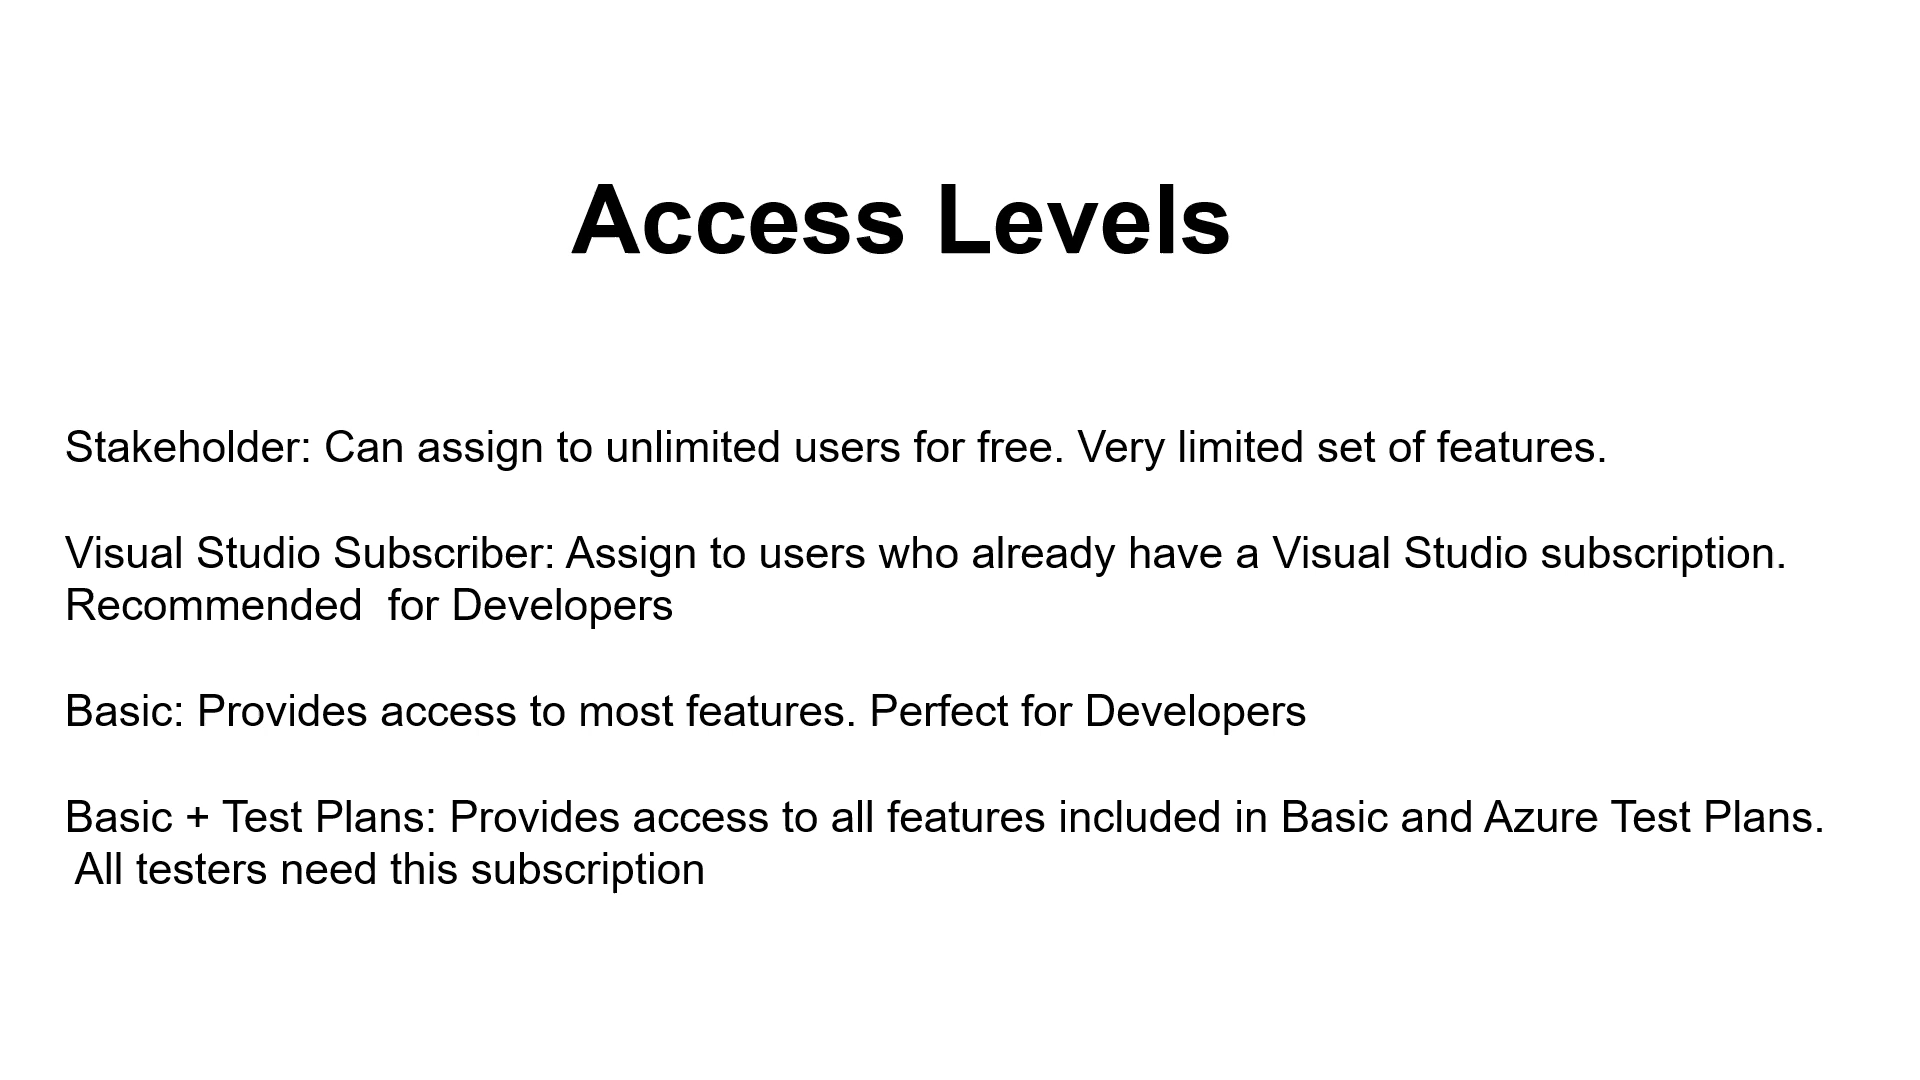 Access Levels
Stakeholder: Can assign to unlimited users for free. Very limited set of features.
Visual Studio Subscriber: Assign to users who already have a Visual Studio subscription.
Recommended  for Developers
Basic: Provides access to most features. Perfect for Developers
Basic + Test Plans: Provides access to all features included in Basic and Azure Test Plans.
All testers need this subscription